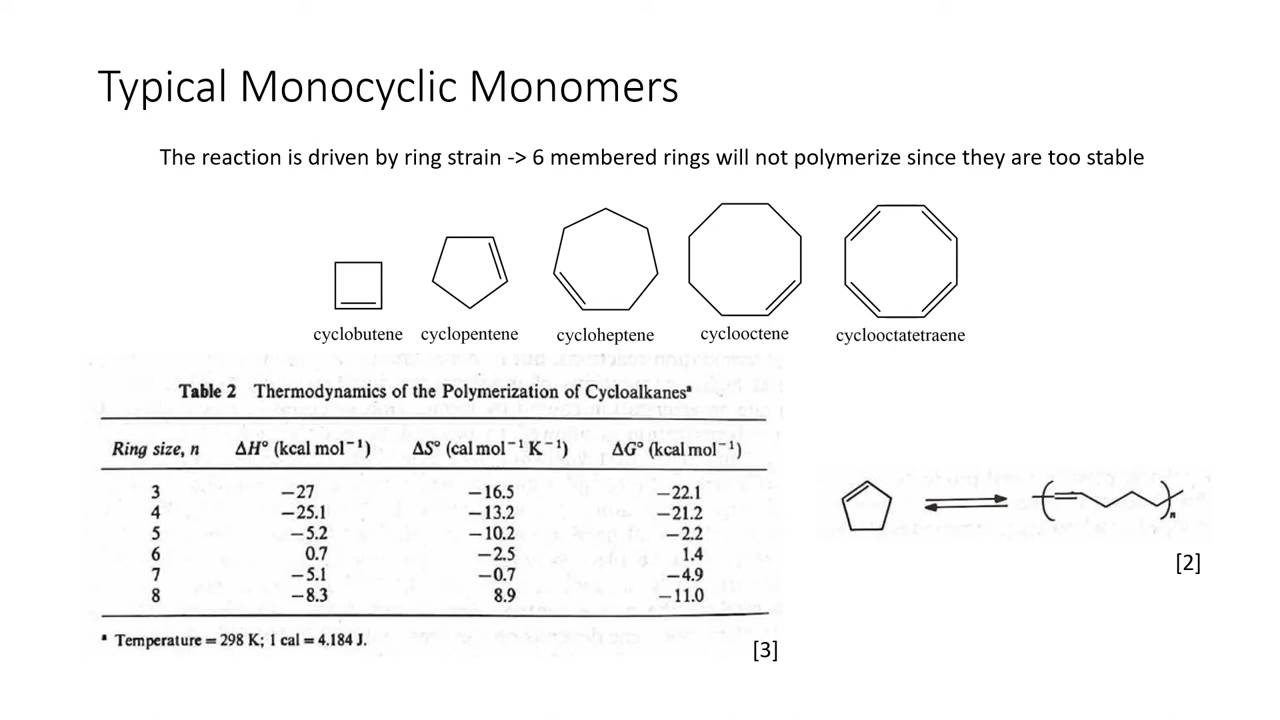 Typical Monocyclic Monomers
The reaction is driven by ring strain -> 6 membered rings will not polymerize since they are too stable
cyclobutene cyclopentene cycloheptene cyclooctene cyclooctatetraene
Table 2 Thermodynamics of the Polymerization of Cycloalkanesᵃ
Ring size, n ΔH° (kcal mol⁻¹) ΔS° (cal mol⁻¹ K⁻¹) ΔG° (kcal mol⁻¹)
3 −27 −16.5 −22.1
4 −25.1 −13.2 −21.2
5 −5.2 −10.2 −2.2
6 0.7 −2.5 1.4
7 −5.1 −0.7 −4.9
8 −8.3 8.9 −11.0
ᵃ Temperature = 298 K; 1 cal = 4.184 J.
[3]
n
[2]